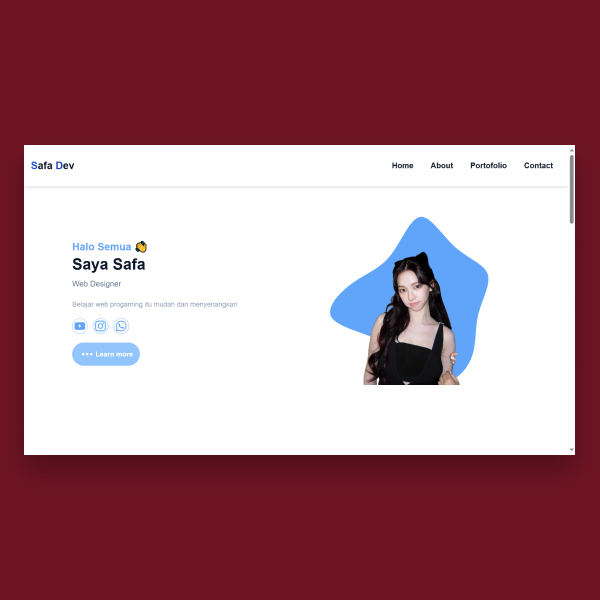 Safa Dev
Home About Portofolio Contact
Halo Semua 👏
Saya Safa
Web Designer
Belajar web progaming itu mudah dan menyenangkan
••• Learn more